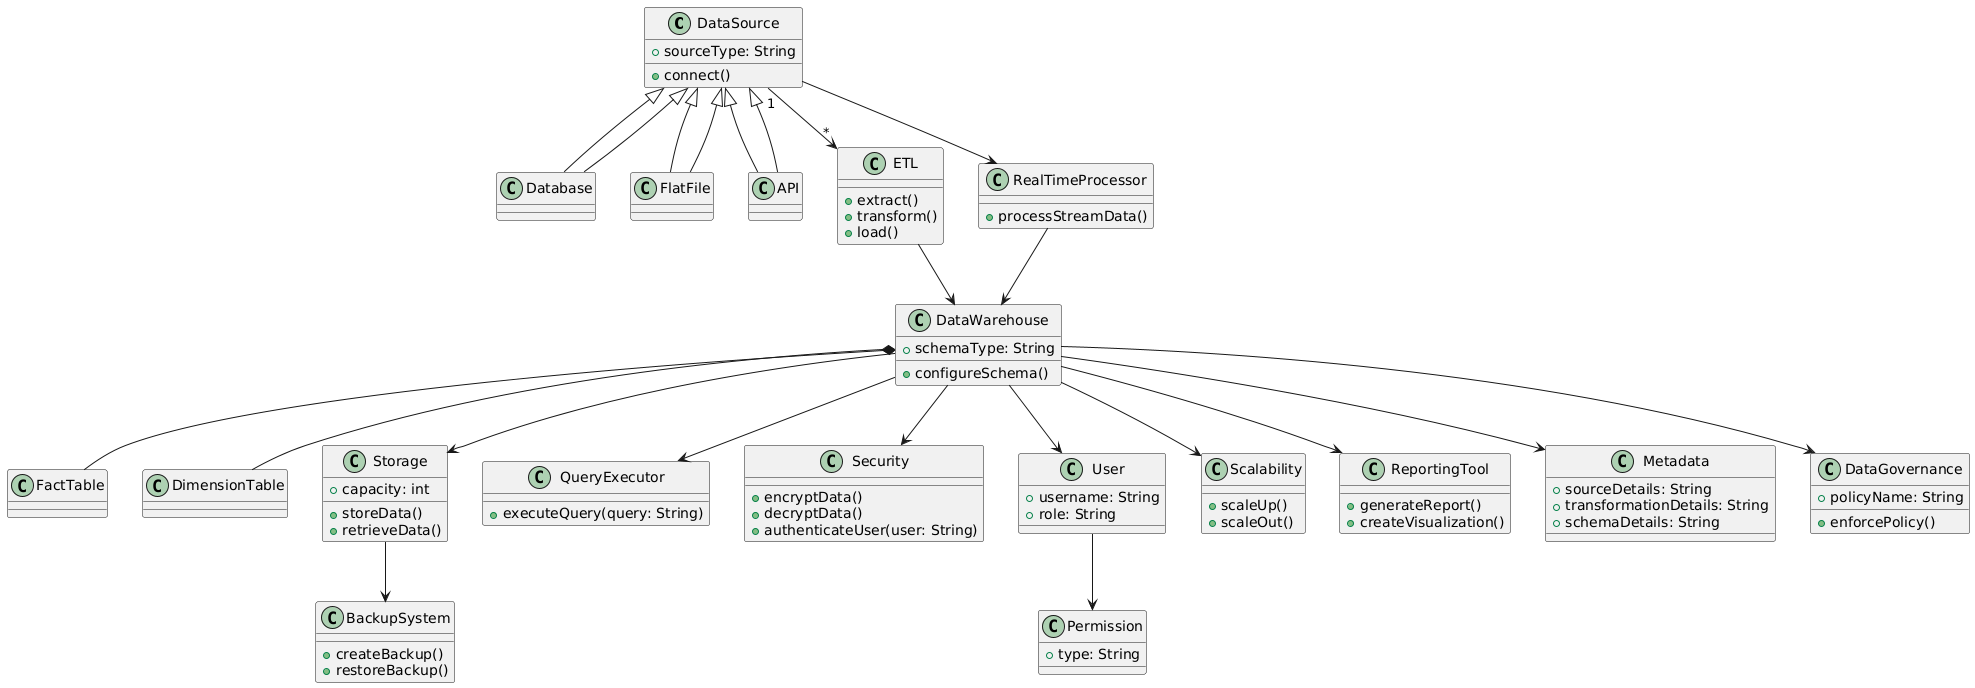 C DataSource
sourceType: String
connect()
1
*
C Database
C FlatFile
C API
C ETL
extract()
transform()
load()
C RealTimeProcessor
processStreamData()
C DataWarehouse
schemaType: String
configureSchema()
C FactTable
C DimensionTable
C Storage
capacity: int
storeData()
retrieveData()
C QueryExecutor
executeQuery(query: String)
C Security
encryptData()
decryptData()
authenticateUser(user: String)
C User
username: String
role: String
C Scalability
scaleUp()
scaleOut()
C ReportingTool
generateReport()
createVisualization()
C Metadata
sourceDetails: String
transformationDetails: String
schemaDetails: String
C DataGovernance
policyName: String
enforcePolicy()
C BackupSystem
createBackup()
restoreBackup()
C Permission
type: String